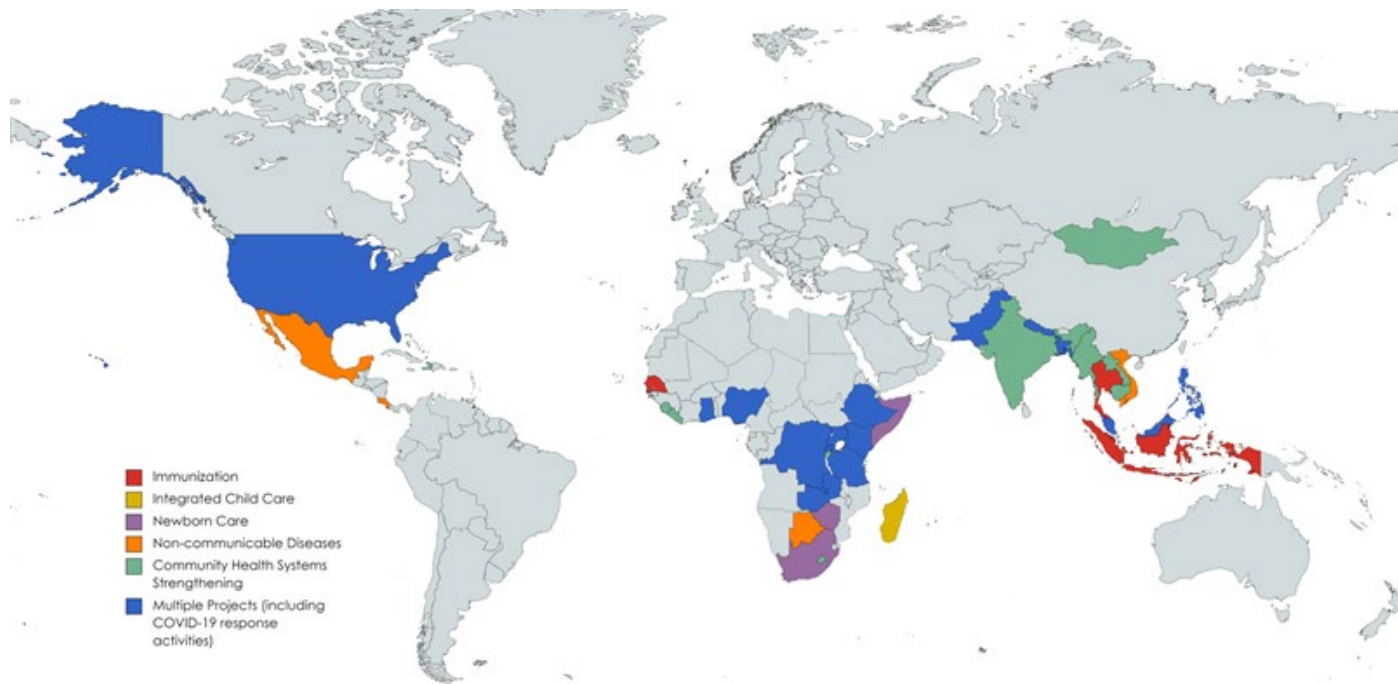 Immunization
Integrated Child Care
Newborn Care
Non-communicable Diseases
Community Health Systems
Strengthening
Multiple Projects (including
COVID-19 response
activities)